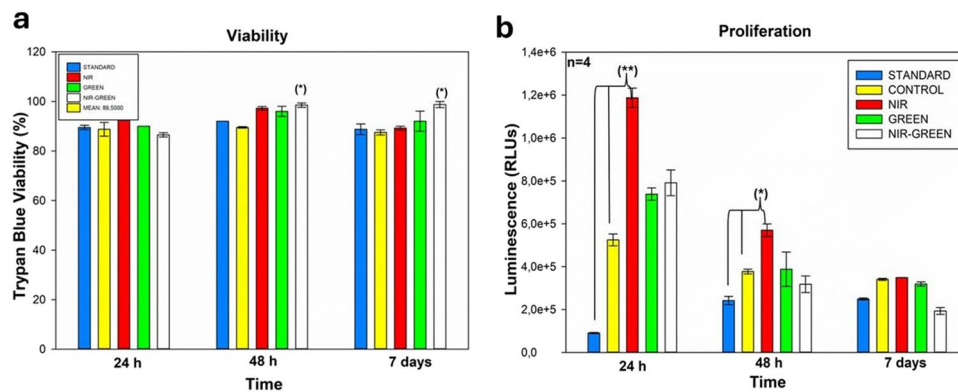 a
Viability
Trypan Blue Viability (%)
120
100
80
60
40
20
0
STANDARD
NIR
GREEN
NIR-GREEN
MEAN: 89,5000
(*)
(*)
24 h
48 h
7 days
Time
b
Proliferation
Luminescence (RLUs)
1,4e+6
1,2e+6
1,0e+6
8,0e+5
6,0e+5
4,0e+5
2,0e+5
0,0
n=4
(**)
(*)
STANDARD
CONTROL
NIR
GREEN
NIR-GREEN
24 h
48 h
7 days
Time